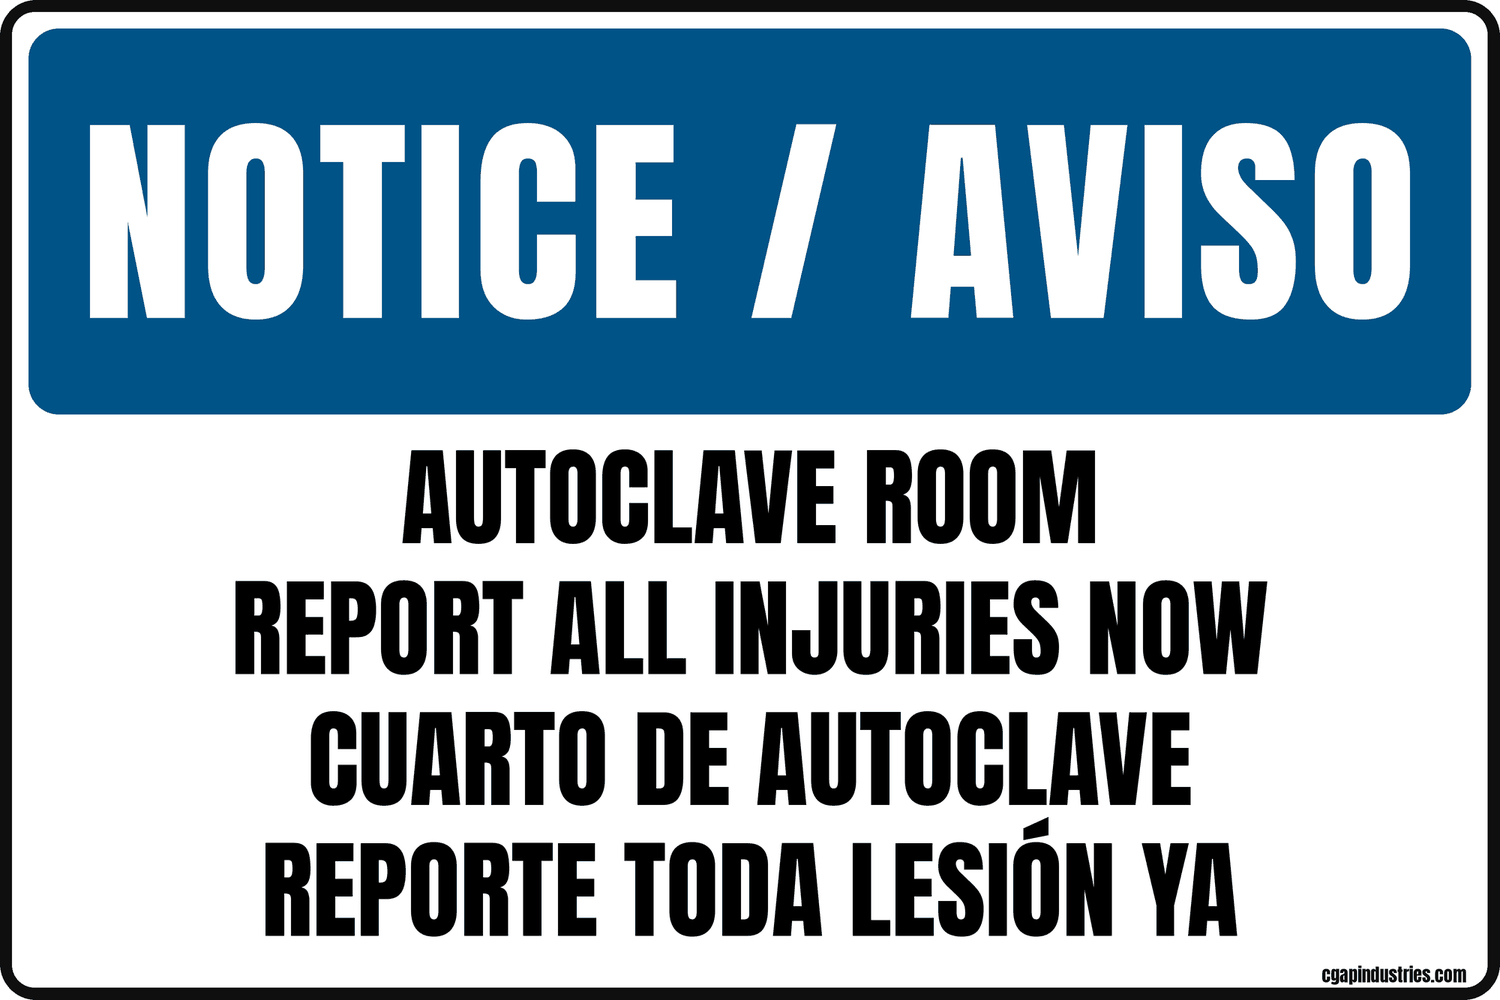 NOTICE / AVISO
AUTOCLAVE ROOM
REPORT ALL INJURIES NOW
CUARTO DE AUTOCLAVE
REPORTE TODA LESIÓN YA
cgapindustries.com